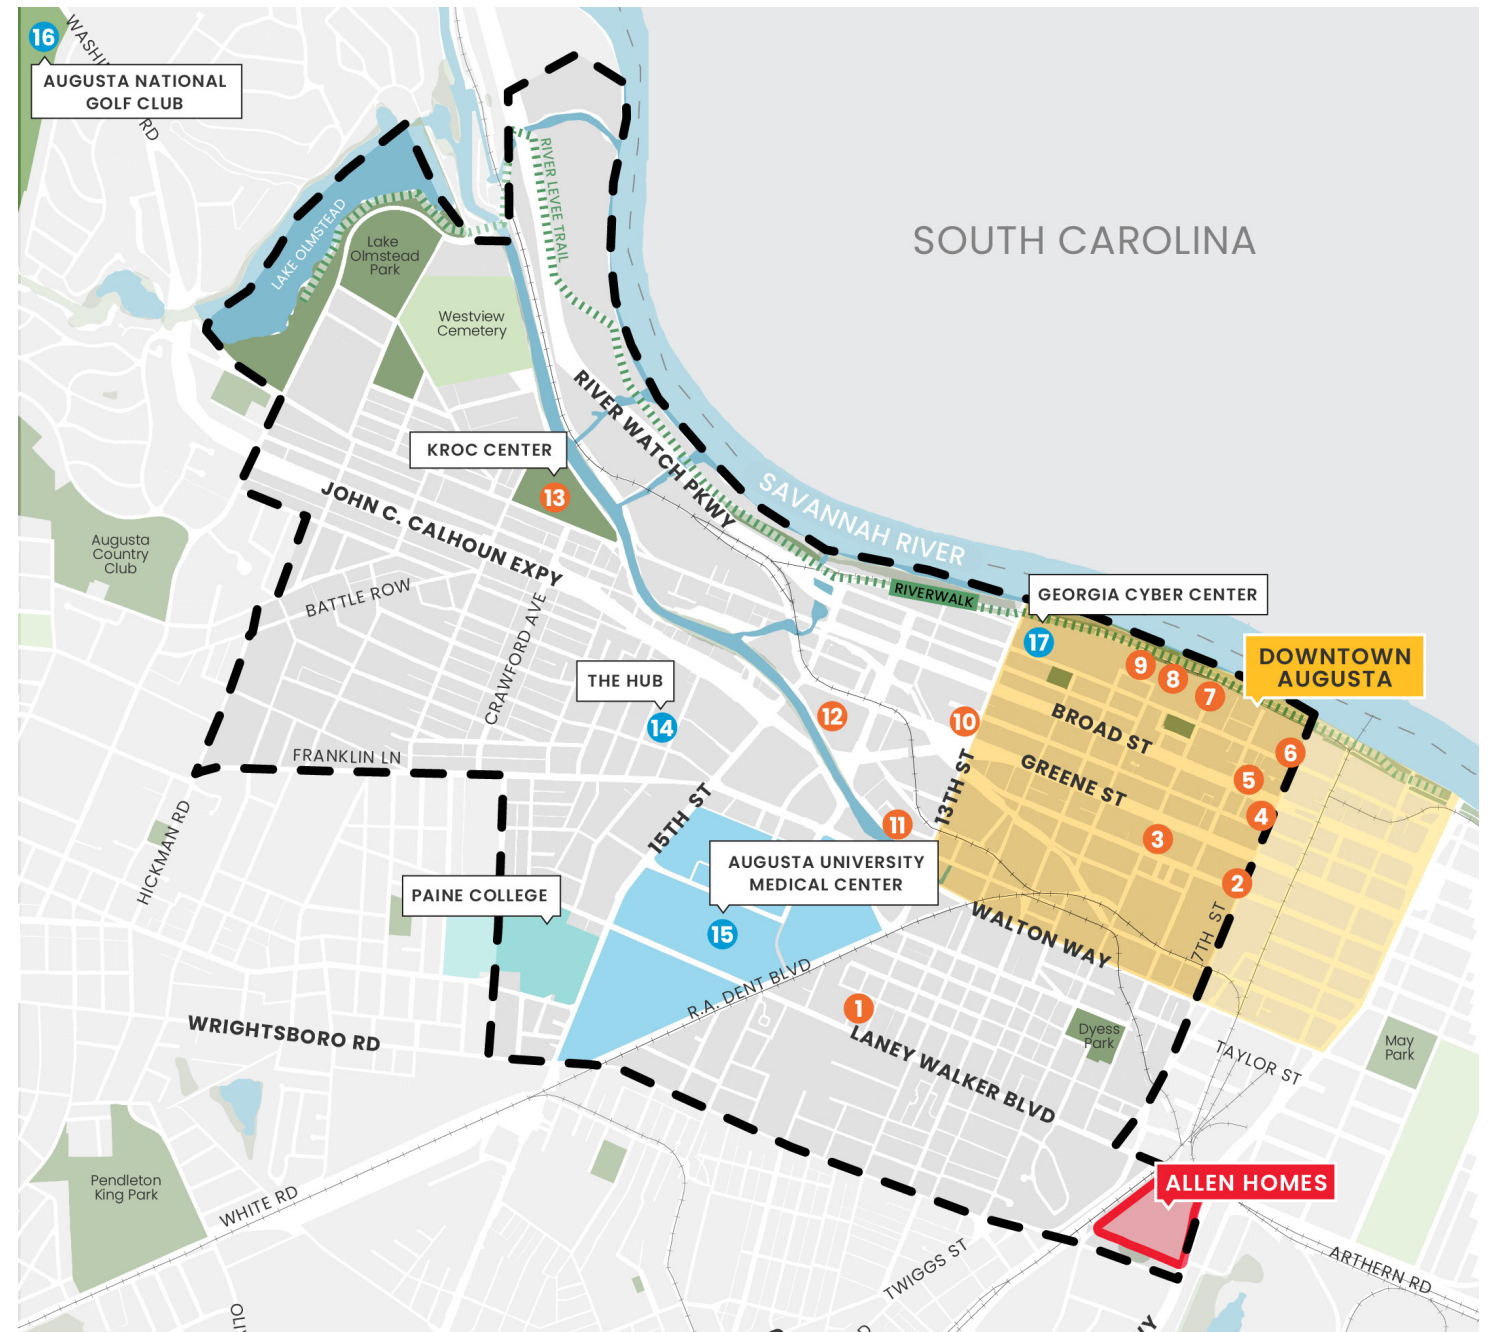 16
WASHI
RD
AUGUSTA NATIONAL
GOLF CLUB
LAKE OLMSTEAD
Lake
Olmstead
Park
RIVER LEVEE TRAIL
SOUTH CAROLINA
Westview
Cemetery
RIVER WATCH PKWY
KROC CENTER
13
JOHN C. CALHOUN EXPY
SAVANNAH RIVER
Augusta
Country
Club
BATTLE ROW
CRAWFORD AVE
RIVERWALK
GEORGIA CYBER CENTER
17
DOWNTOWN
AUGUSTA
9
8
7
THE HUB
14
12
10
BROAD ST
6
FRANKLIN LN
GREENE ST
5
13TH ST
15TH ST
4
11
3
HICKMAN RD
AUGUSTA UNIVERSITY
MEDICAL CENTER
2
PAINE COLLEGE
15
WALTON WAY
7TH ST
R.A. DENT BLVD
1
WRIGHTSBORO RD
LANEY WALKER BLVD
Dyess
Park
May
Park
TAYLOR ST
Pendleton
King Park
WHITE RD
ALLEN HOMES
TWIGGS ST
ARTHERN RD
OLI
D
WY